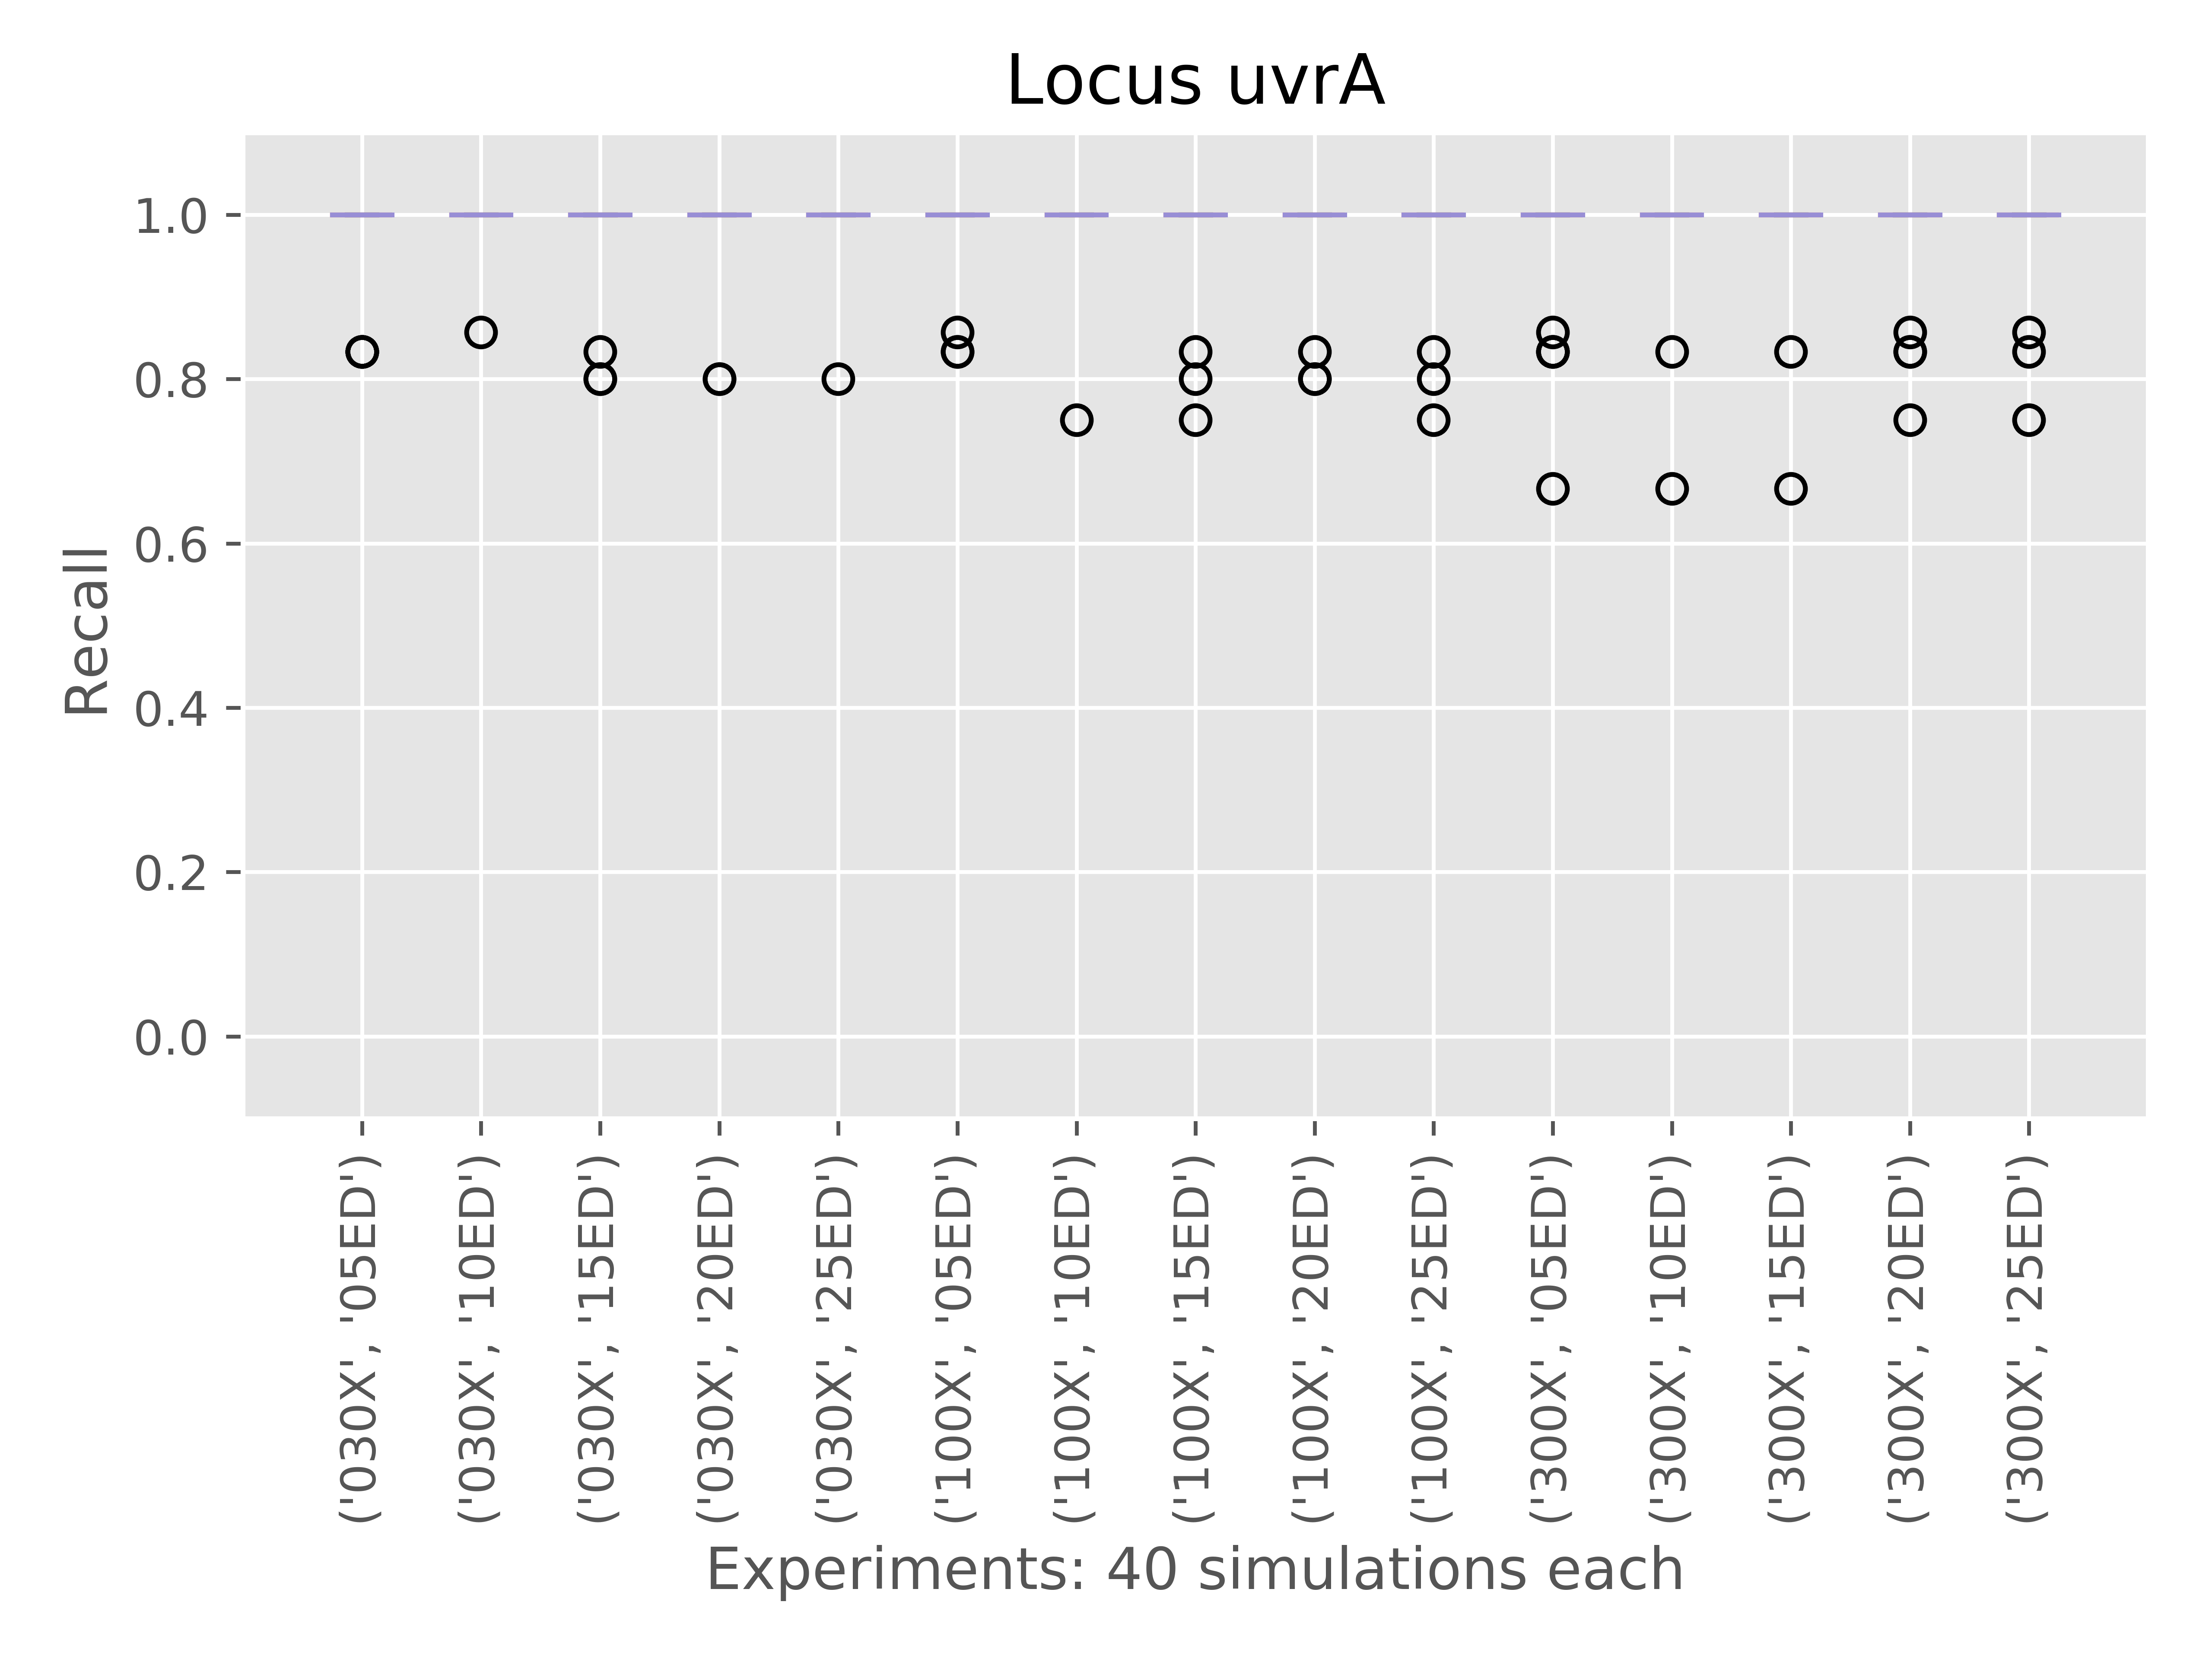 Locus uvrA
1.0
0.8
0.6
0.4
0.2
0.0
Recall
('030X', '05ED')
('030X', '10ED')
('030X', '15ED')
('030X', '20ED')
('030X', '25ED')
('100X', '05ED')
('100X', '10ED')
('100X', '15ED')
('100X', '20ED')
('100X', '25ED')
('300X', '05ED')
('300X', '10ED')
('300X', '15ED')
('300X', '20ED')
('300X', '25ED')
Experiments: 40 simulations each